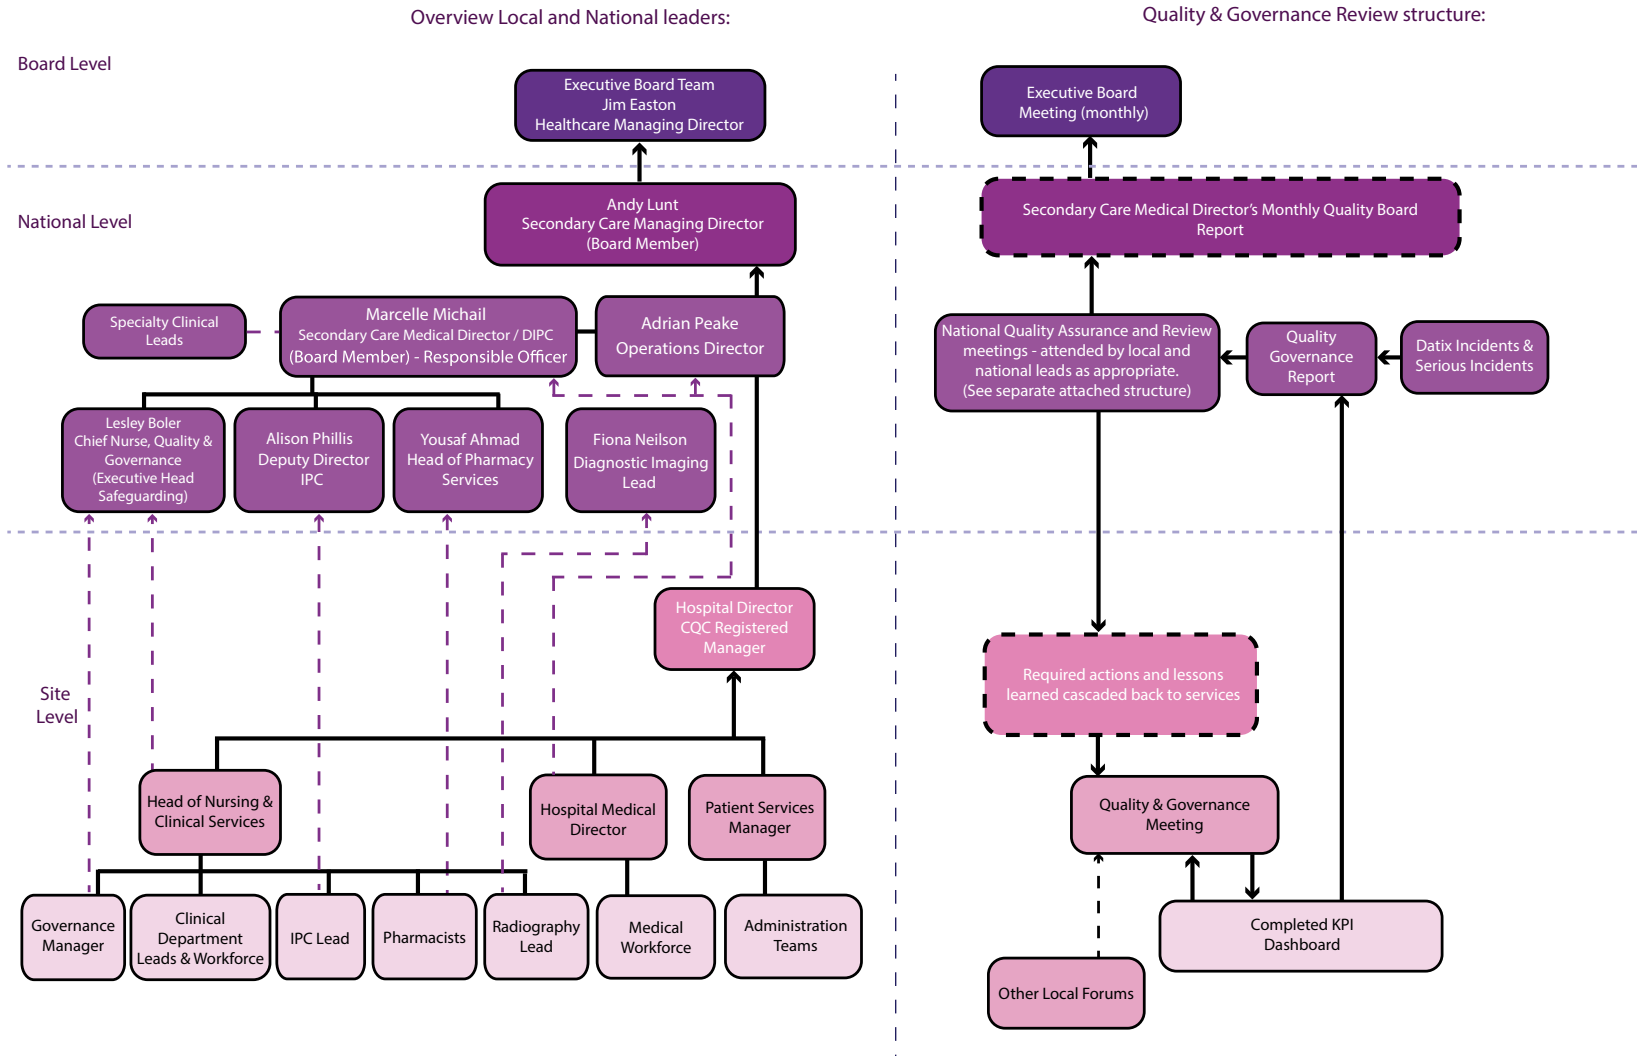 Overview Local and National leaders:
Quality & Governance Review structure:
Board Level
Executive Board Team
Jim Easton
Healthcare Managing Director
Executive Board
Meeting (monthly)
National Level
Andy Lunt
Secondary Care Managing Director
(Board Member)
Secondary Care Medical Director's Monthly Quality Board
Report
Specialty Clinical
Leads
Marcelle Michail
Secondary Care Medical Director / DIPC
(Board Member) - Responsible Officer
Adrian Peake
Operations Director
National Quality Assurance and Review
meetings - attended by local and
national leads as appropriate.
(See separate attached structure)
Quality
Governance
Report
Datix Incidents &
Serious Incidents
Lesley Boler
Chief Nurse, Quality &
Governance
(Executive Head
Safeguarding)
Alison Phillis
Deputy Director
IPC
Yousaf Ahmad
Head of Pharmacy
Services
Fiona Neilson
Diagnostic Imaging
Lead
Site
Level
Hospital Director
CQC Registered
Manager
Required actions and lessons
learned cascaded back to services
Head of Nursing &
Clinical Services
Hospital Medical
Director
Patient Services
Manager
Quality & Governance
Meeting
Governance
Manager
Clinical
Department
Leads & Workforce
IPC Lead
Pharmacists
Radiography
Lead
Medical
Workforce
Administration
Teams
Completed KPI
Dashboard
Other Local Forums